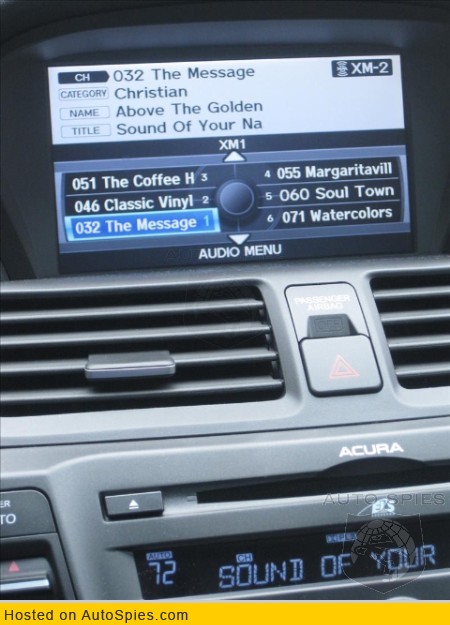 CH 032 The Message XM-2
CATEGORY Christian
NAME Above The Golden
TITLE Sound Of Your Na
XM1
051 The Coffee H 3 4 055 Margaritavill
046 Classic Vinyl 2 5 060 Soul Town
032 The Message 1 6 071 Watercolors
AUDIO MENU
PASSENGER
AIRBAG
ACURA
AUTO SPIES
ELS
AUTO
72
CH
SOUND OF YOUR
Hosted on AutoSpies.com